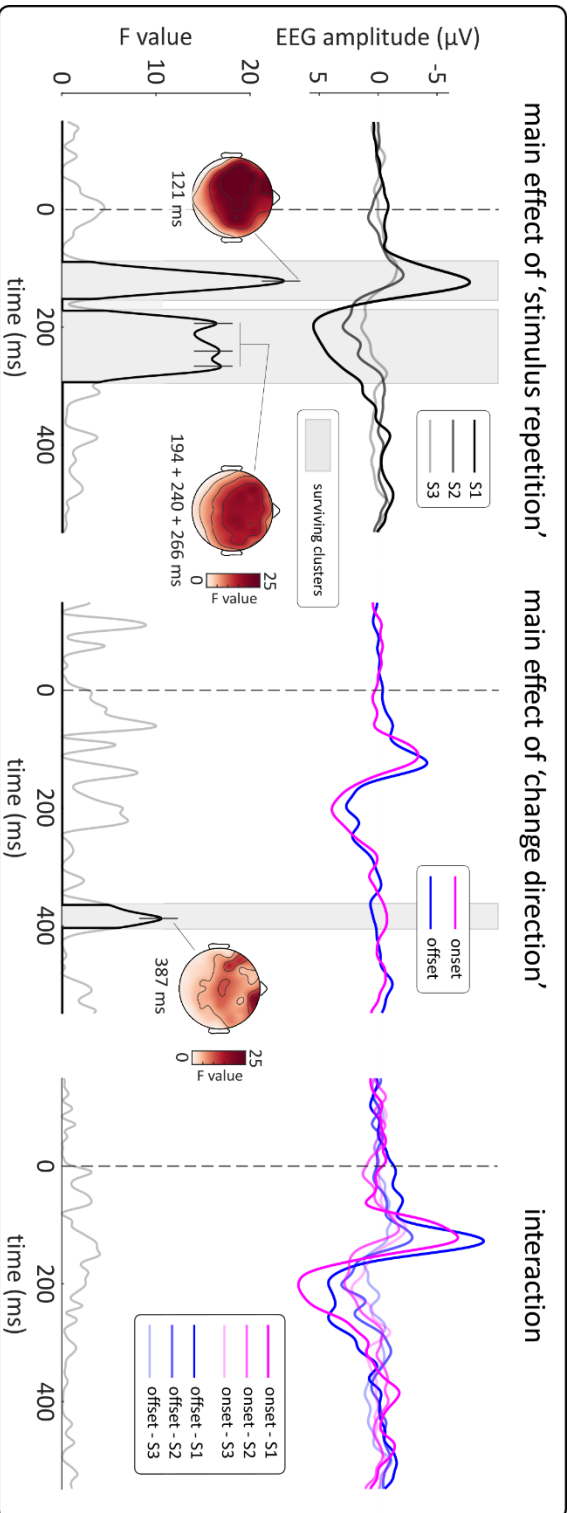 main effect of 'stimulus repetition'
EEG amplitude (µV)
-5
0
5
S1
S2
S3
surviving clusters
F value
20
10
0
121 ms
194 + 240 + 266 ms
25
0
F value
0
200
400
time (ms)
main effect of 'change direction'
onset
offset
387 ms
25
0
F value
0
200
400
time (ms)
interaction
onset - S1
onset - S2
onset - S3
offset - S1
offset - S2
offset - S3
0
200
400
time (ms)